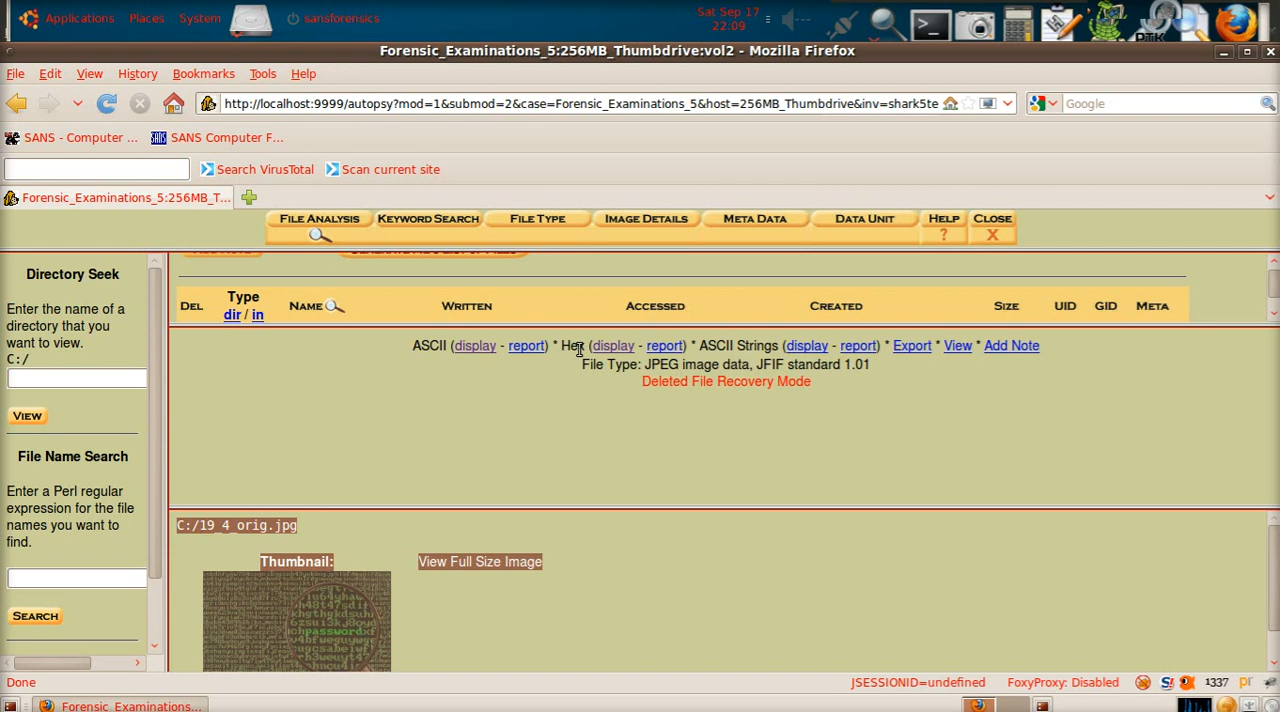 Applications Places System sansforensics Sat Sep 17
22:09
Forensic_Examinations_5:256MB_Thumbdrive:vol2 - Mozilla Firefox
File Edit View History Bookmarks Tools Help
http://localhost:9999/autopsy?mod=1&submod=2&case=Forensic_Examinations_5&host=256MB_Thumbdrive&inv=shark5te
Google
SANS - Computer ... SANS Computer F...
Search VirusTotal Scan current site
Forensic_Examinations_5:256MB_T...
FILE ANALYSIS KEYWORD SEARCH FILE TYPE IMAGE DETAILS META DATA DATA UNIT HELP CLOSE
? X
Directory Seek
Enter the name of a
directory that you
want to view.
C:/
VIEW
File Name Search
Enter a Perl regular
expression for the file
names you want to
find.
SEARCH
DEL Type NAME WRITTEN ACCESSED CREATED SIZE UID GID META
dir / in
ASCII (display - report) * Hex (display - report) * ASCII Strings (display - report) * Export * View * Add Note
File Type: JPEG image data, JFIF standard 1.01
Deleted File Recovery Mode
C:/19_4_orig.jpg
Thumbnail: View Full Size Image
password
Done JSESSIONID=undefined FoxyProxy: Disabled 1337 pr
Forensic_Examinations...